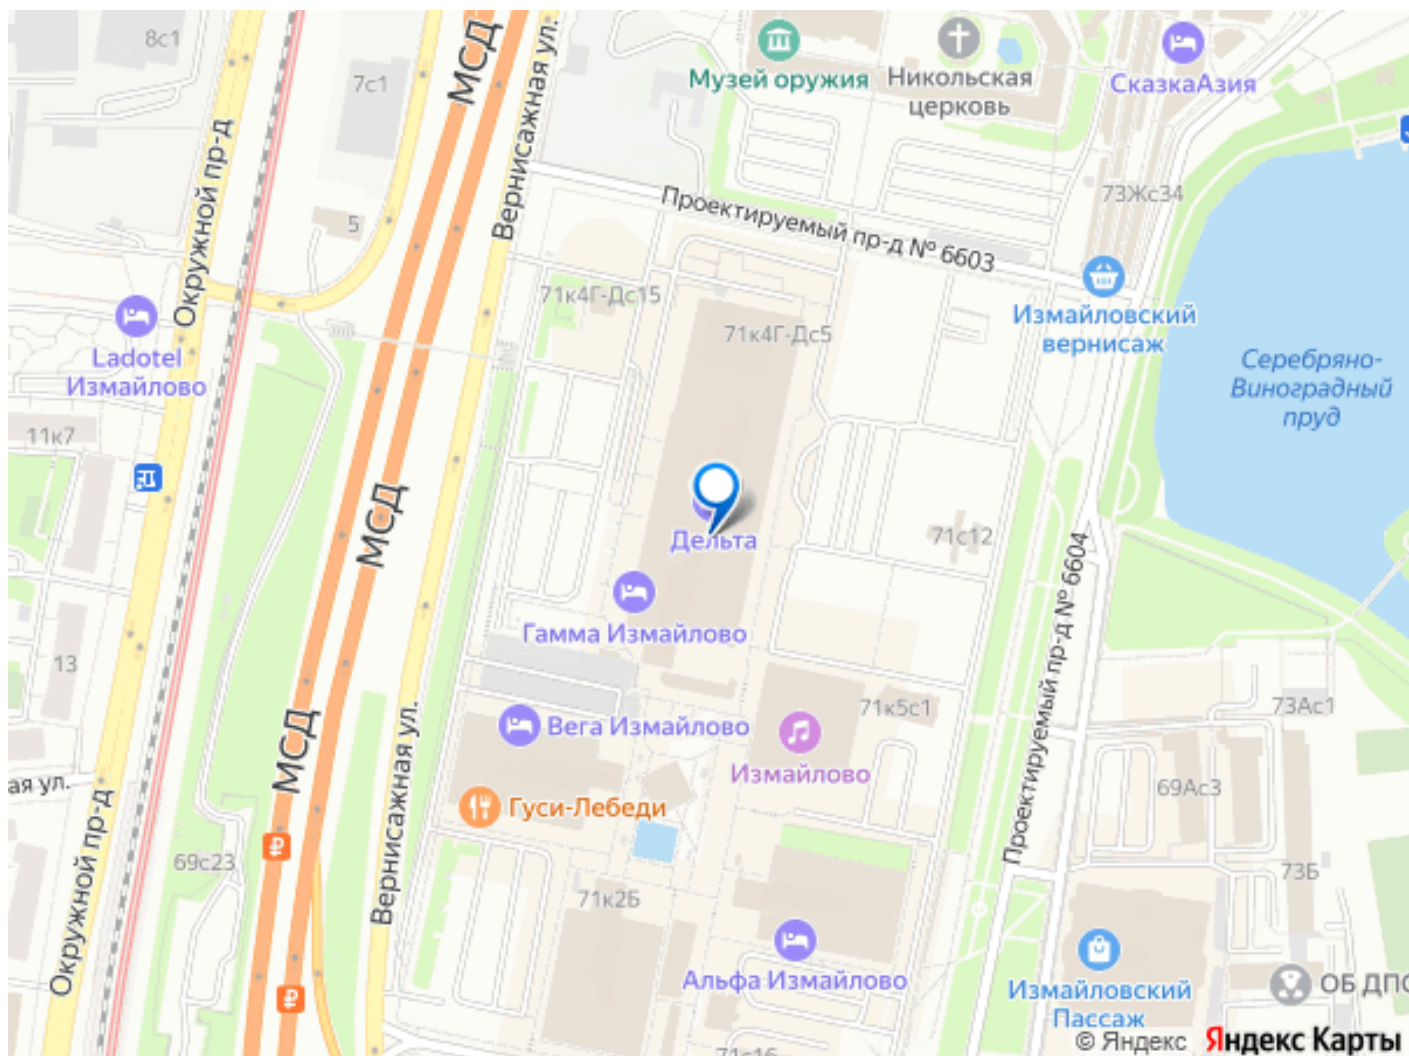 8с1
7с1
МСД
Вернисажная ул.
Музей оружия
Никольская
церковь
СказкаАзия
Окружной пр-д
5
73Жс34
Проектируемый пр-д № 6603
71к4Г-Дс15
71к4Г-Дс5
Измайловский
вернисаж
Ladotel
Измайлово
Серебряно-
Виноградный
пруд
11к7
МСД
Дельта
71с12
Проектируемый пр-д № 6604
Гамма Измайлово
13
71к5с1
73Ас1
Вега Измайлово
МСД
Вернисажная ул.
Измайлово
ая ул.
69Ас3
Гуси-Лебеди
69с23
Окружной пр-д
73Б
71к2Б
Альфа Измайлово
Измайловский
Пассаж
ОБ ДПС
71с16
© Яндекс Яндекс Карты